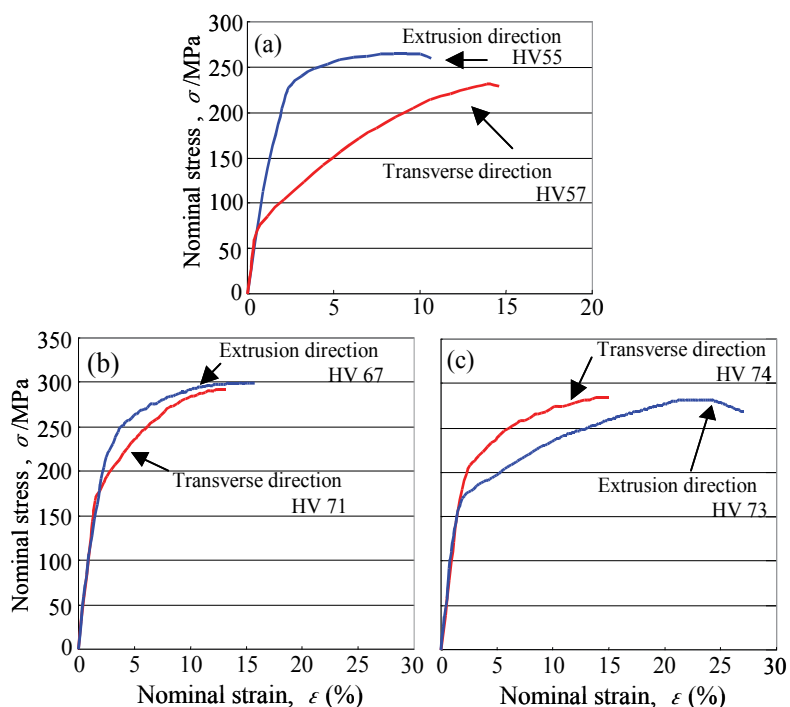 (a)
Extrusion direction
HV55
Transverse direction
HV57
Nominal stress , σ /MPa
300
250
200
150
100
50
0
0 5 10 15 20
(b)
Extrusion direction
HV 67
Transverse direction
HV 71
Nominal stress , σ/MPa
350
300
250
200
150
100
50
0
0 5 10 15 20 25 30
Nominal strain, ε (%)
(c)
Transverse direction
HV 74
Extrusion direction
HV 73
0 5 10 15 20 25 30
Nominal strain, ε (%)